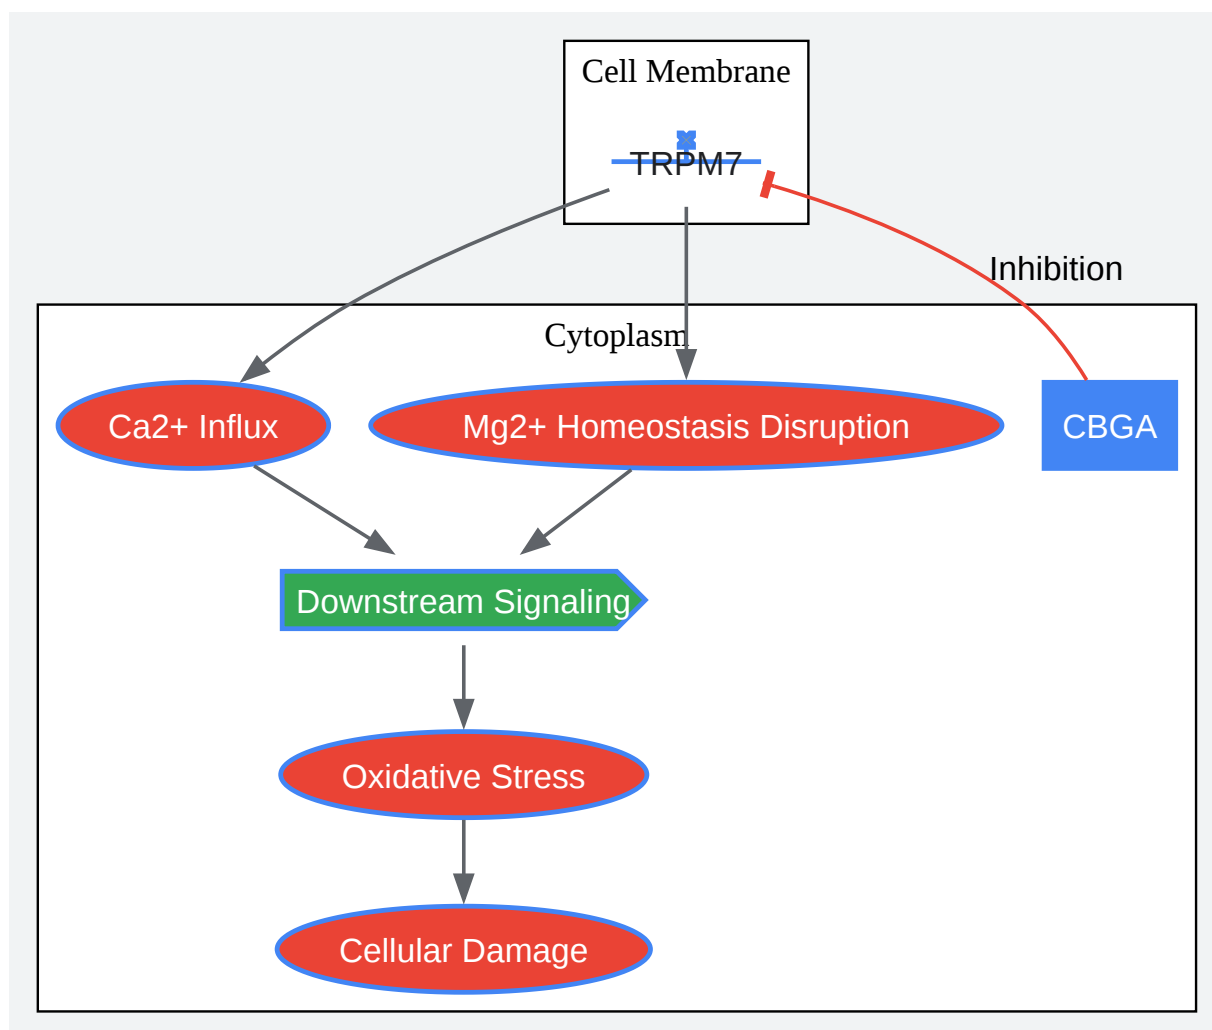 Cell Membrane
TRPM7
Inhibition
Cytoplasm
Ca2+ Influx
Mg2+ Homeostasis Disruption
CBGA
Downstream Signaling
Oxidative Stress
Cellular Damage